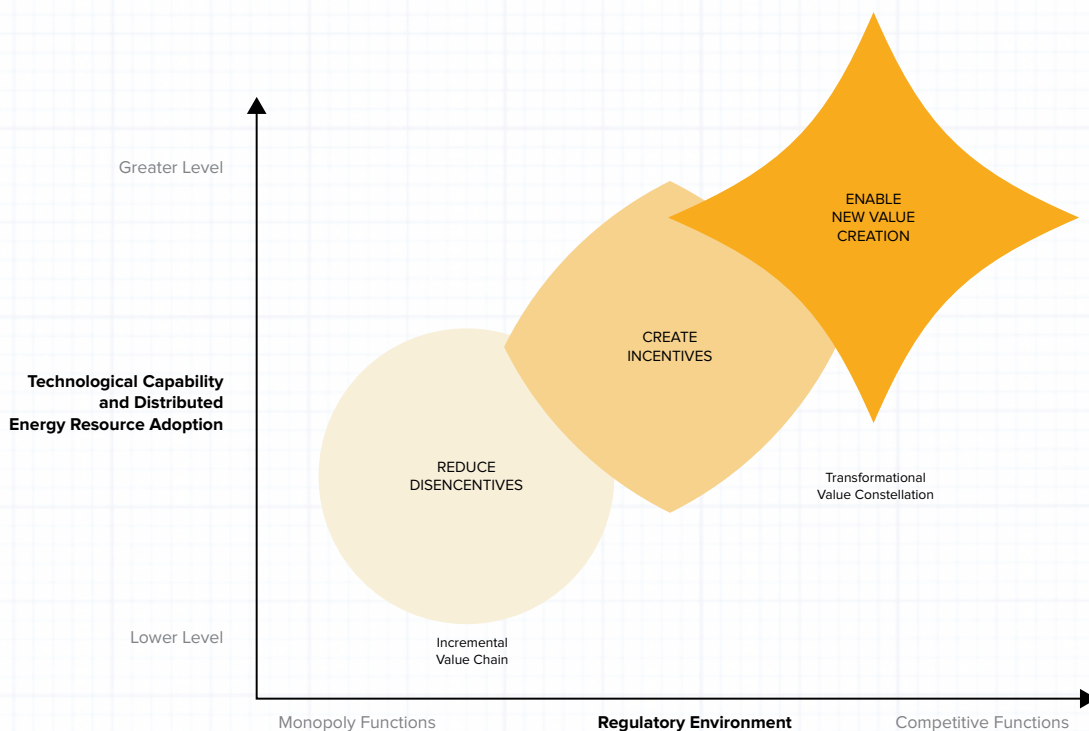 Greater Level
ENABLE
NEW VALUE
CREATION
CREATE
INCENTIVES
Technological Capability
and Distributed
Energy Resource Adoption
REDUCE
DISENCENTIVES
Transformational
Value Constellation
Lower Level
Incremental
Value Chain
Monopoly Functions
Regulatory Environment
Competitive Functions